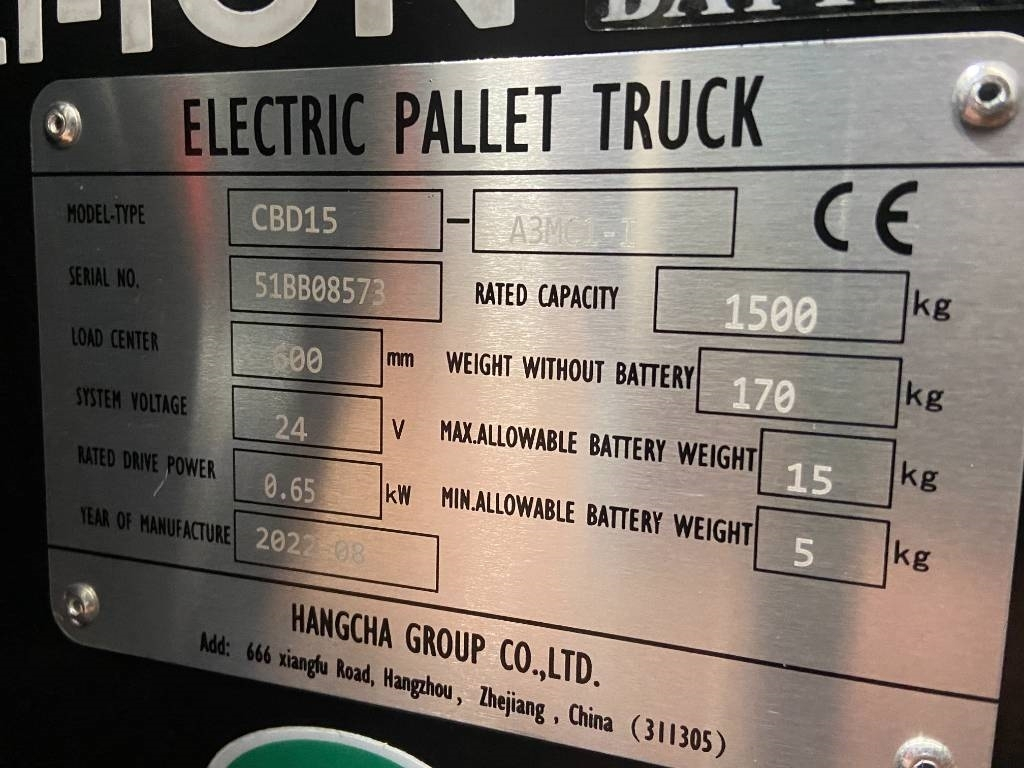 ELECTRIC PALLET TRUCK
MODEL-TYPE CBD15 - A3MC1-I
CE
SERIAL NO. 51BB08573
RATED CAPACITY 1500 kg
LOAD CENTER 600 mm
WEIGHT WITHOUT BATTERY 170 kg
SYSTEM VOLTAGE 24 V
MAX.ALLOWABLE BATTERY WEIGHT 15 kg
RATED DRIVE POWER 0.65 kW
MIN.ALLOWABLE BATTERY WEIGHT 5 kg
YEAR OF MANUFACTURE 2022-08
HANGCHA GROUP CO.,LTD.
Add: 666 xiangfu Road, Hangzhou, Zhejiang , China (311305)